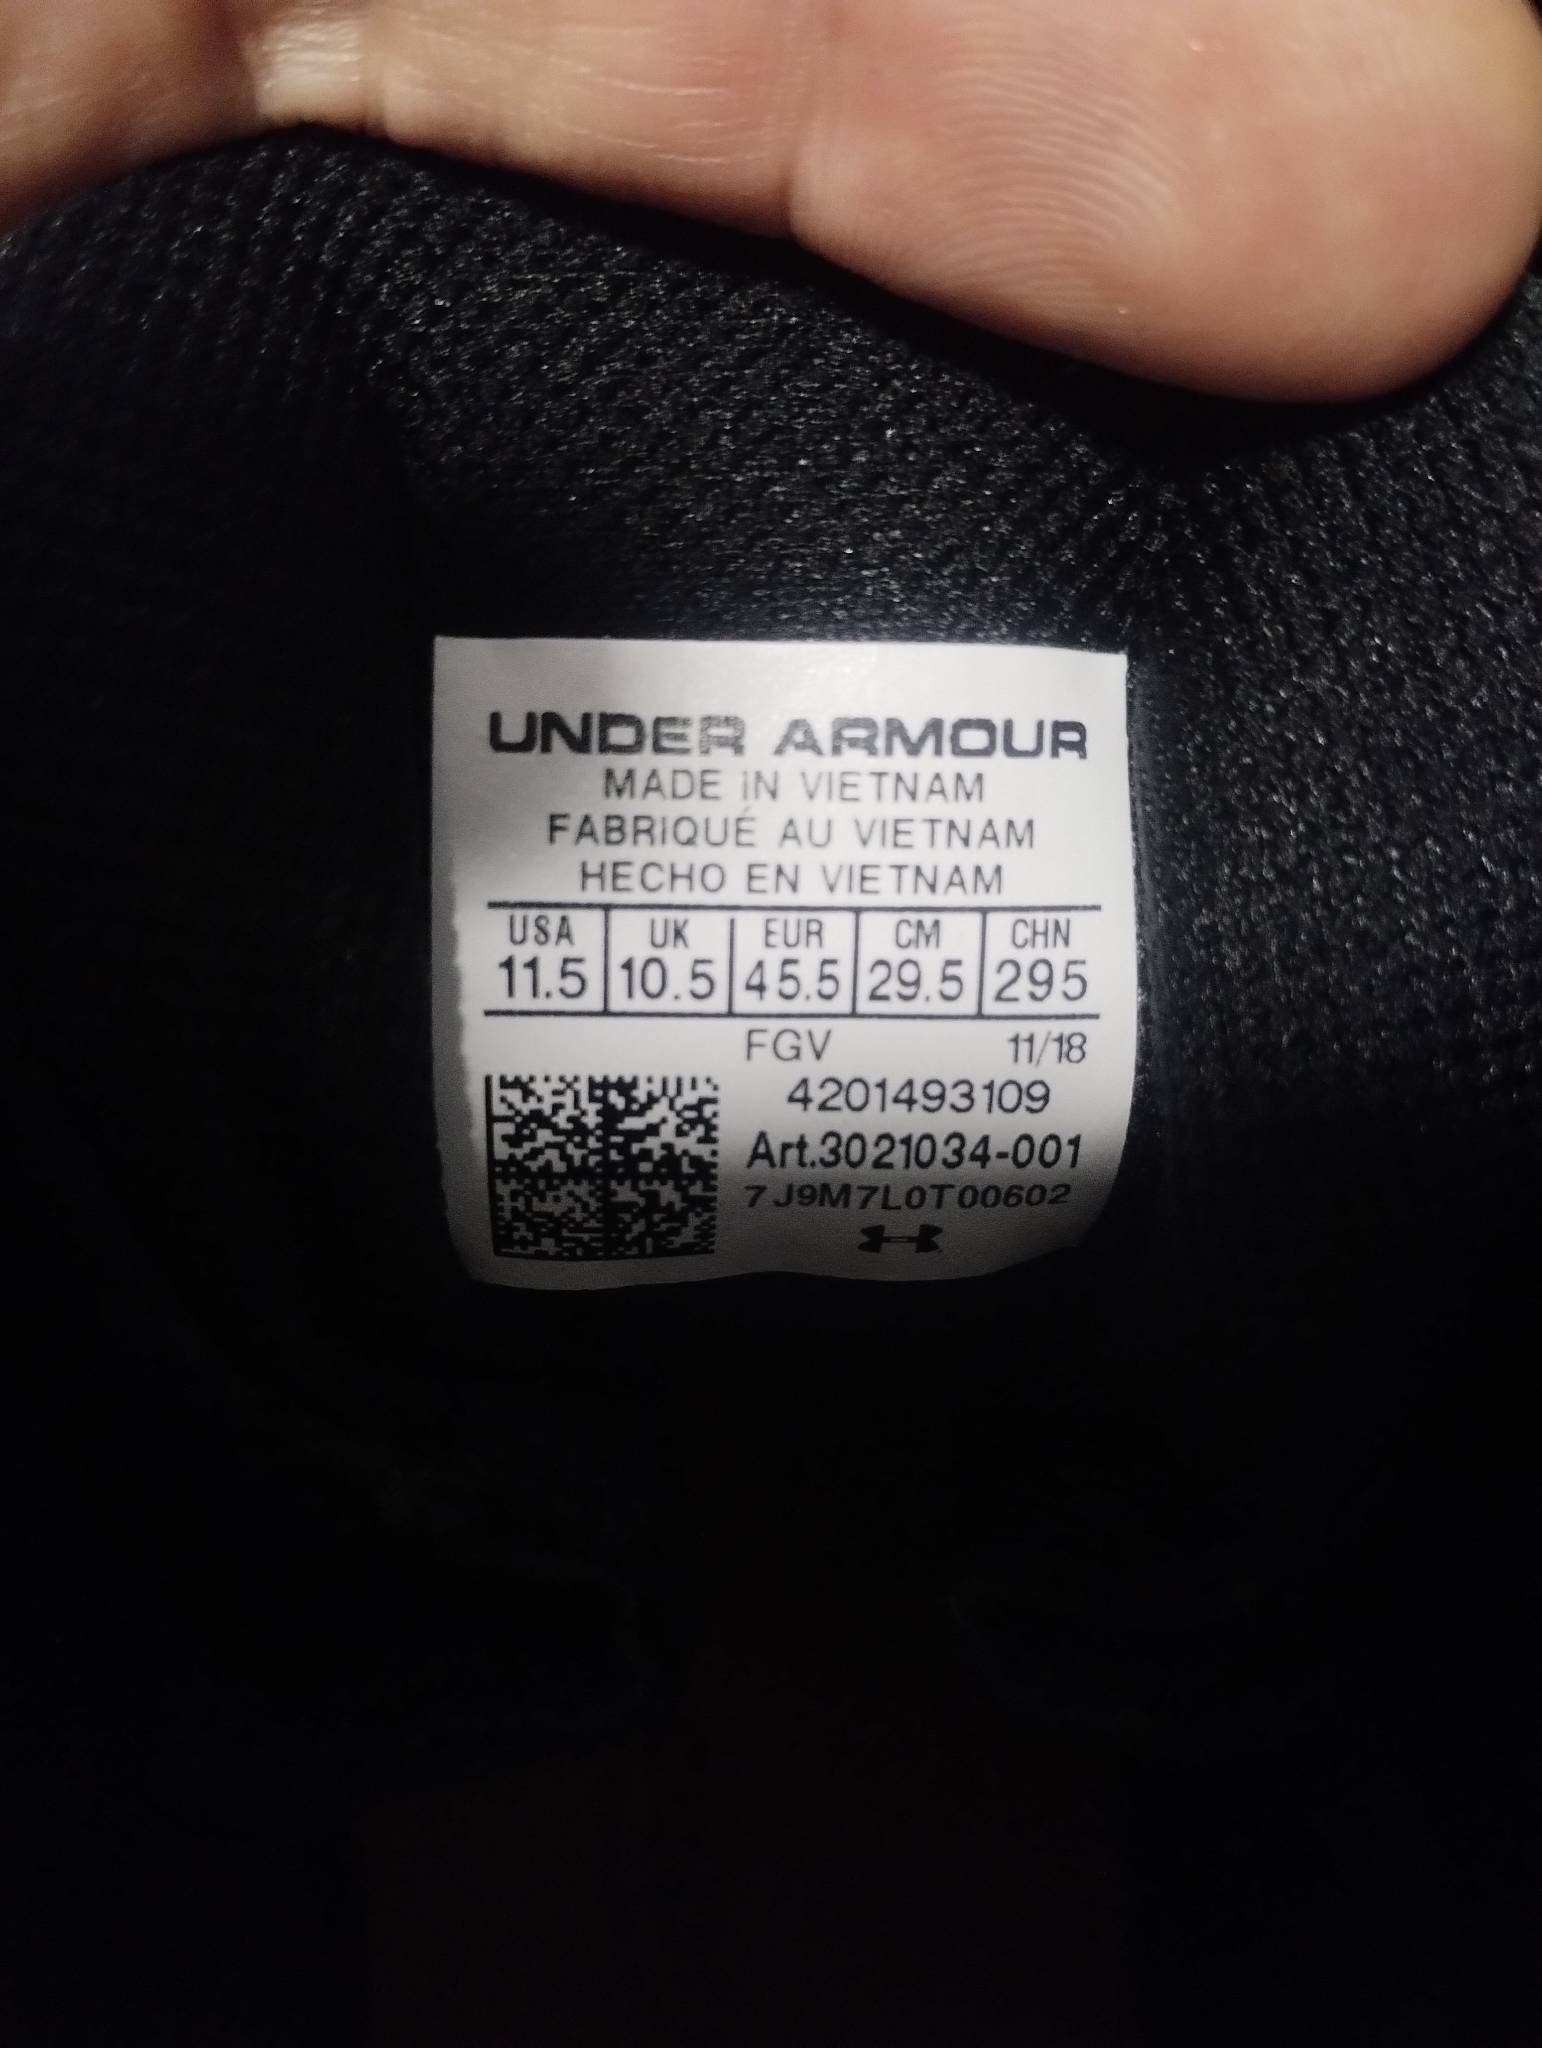 UNDER ARMOUR
MADE IN VIETNAM
FABRIQUÉ AU VIETNAM
HECHO EN VIETNAM
USA UK EUR CM CHN
11.5 10.5 45.5 29.5 295
FGV 11/18
4201493109
Art.3021034-001
7J9M7L0T00602